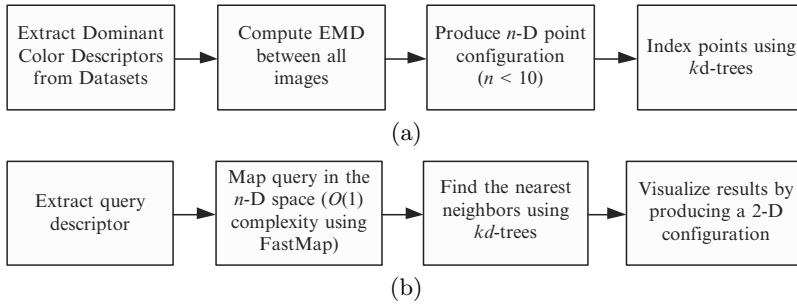 Extract Dominant
Color Descriptors
from Datasets
Compute EMD
between all
images
Produce n-D point
configuration
(n < 10)
Index points using
kd-trees
(a)
Extract query
descriptor
Map query in the
n-D space (O(1)
complexity using
FastMap)
Find the nearest
neighbors using
kd-trees
Visualize results by
producing a 2-D
configuration
(b)